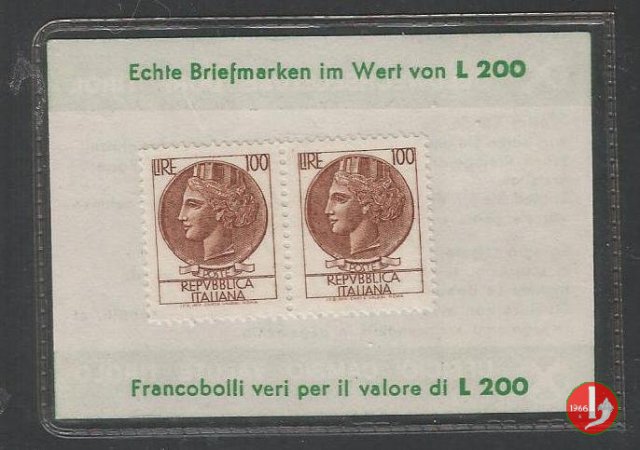 Echte Briefmarken im Wert von L 200
LIRE 100
LIRE 100
POSTE
POSTE
REPVBBLICA
ITALIANA
REPVBBLICA
ITALIANA
Francobolli veri per il valore di L 200
1966